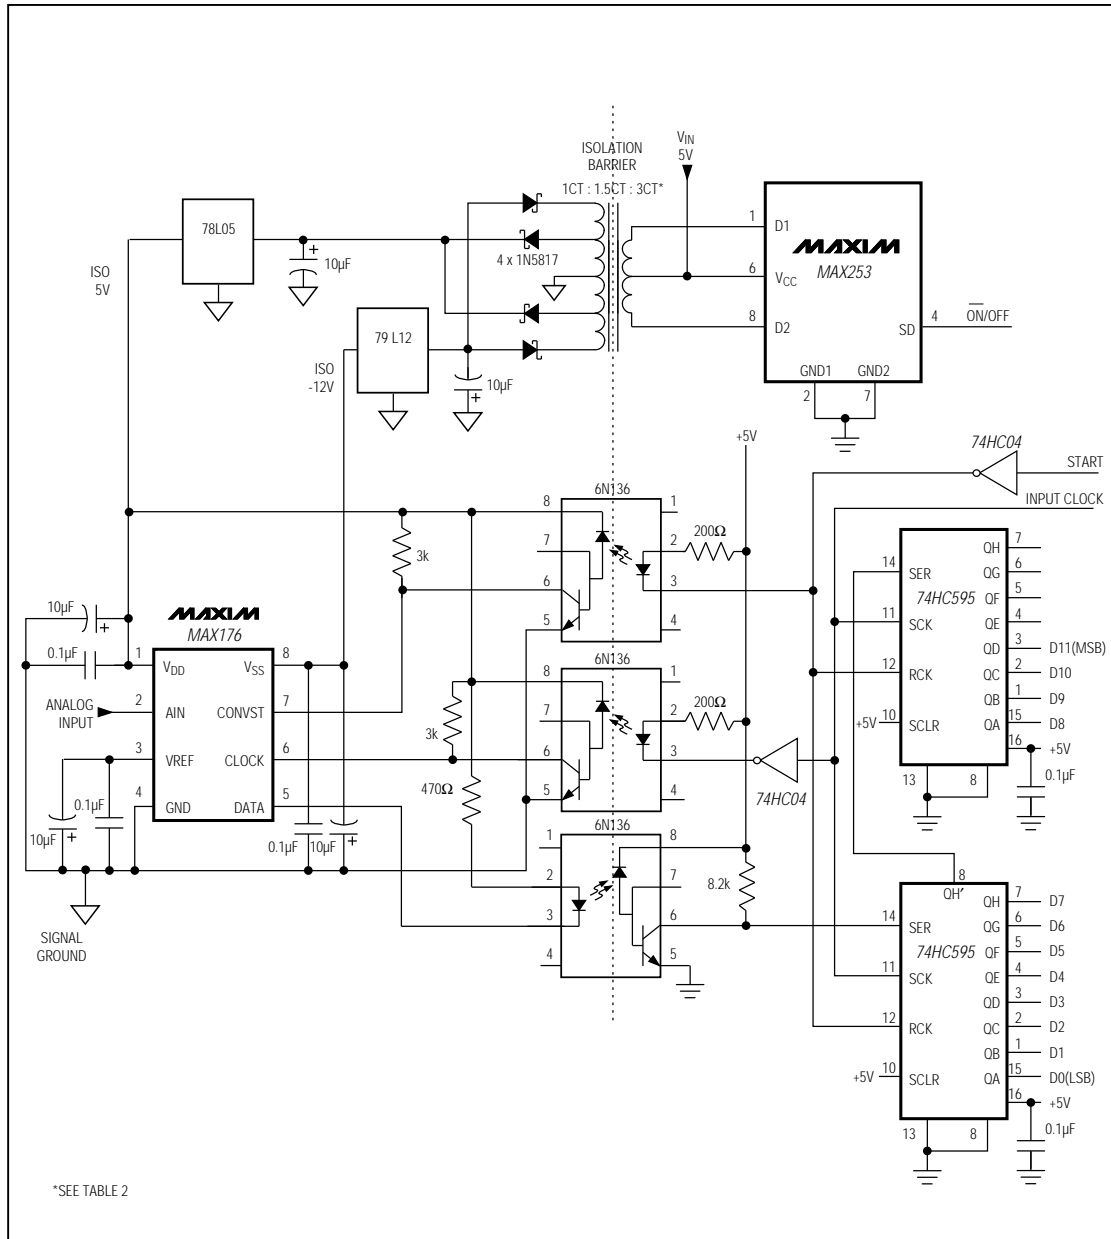 ISOLATION
BARRIER
1CT : 1.5CT : 3CT*
VIN
5V
78L05
10µF
+
4 x 1N5817
ISO
5V
79 L12
ISO
-12V
10µF
+
1
D1
MAXIM
MAX253
6
VCC
8
D2
SD
4
ON/OFF
GND1
GND2
2
7
+5V
74HC04
START
INPUT CLOCK
6N136
8
1
7
2
200Ω
6
3
5
4
3k
10µF
+
0.1µF
MAXIM
MAX176
1
VDD
VSS
8
ANALOG
INPUT
2
AIN
CONVST
7
3
VREF
CLOCK
6
4
GND
DATA
5
10µF
+
0.1µF
0.1µF
10µF
+
SIGNAL
GROUND
6N136
8
1
7
2
200Ω
6
3
5
4
3k
470Ω
74HC04
6N136
1
8
2
7
3
6
4
5
8.2k
74HC595
14
SER
QH
7
QG
6
QF
5
11
SCK
QE
4
QD
3
D11(MSB)
12
RCK
QC
2
D10
QB
1
D9
+5V
10
SCLR
QA
15
D8
16
+5V
13
8
0.1µF
8
QH′
QH
7
D7
14
SER
QG
6
D6
74HC595
QF
5
D5
11
SCK
QE
4
D4
QD
3
D3
12
RCK
QC
2
D2
QB
1
D1
+5V
10
SCLR
QA
15
D0(LSB)
16
+5V
13
8
0.1µF
*SEE TABLE 2